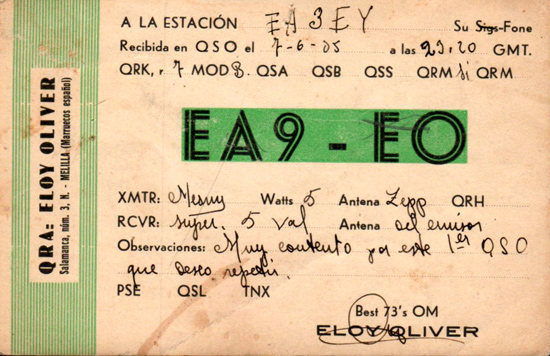 A LA ESTACIÓN EA3EY Su Sigs-Fone
Recibida en QSO el 7-6-35 a las 23.20 GMT.
QRK, r 7 MOD 8. QSA QSB QSS QRM si QRM
EA9 - EO
XMTR: Mesny Watts 5 Antena Zepp QRH
RCVR: super. 5 val Antena del emisor
Observaciones: Muy contento por este 1er QSO
que deseo repetir.
PSE QSL TNX
Best 73's OM
ELOY OLIVER
QRA: ELOY OLIVER
Salamanca, núm. 3, N. - MELILLA (Marruecos español)